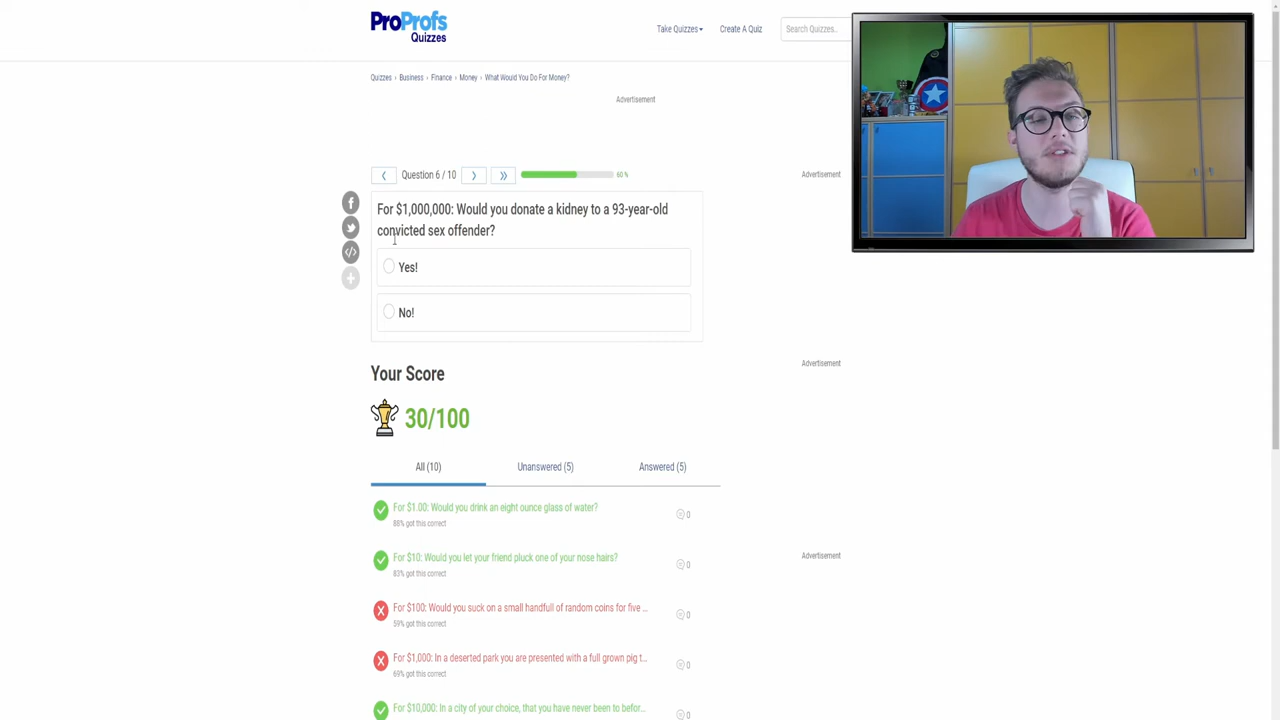 ProProfs
Quizzes
Take Quizzes
Create A Quiz
Search Quizzes..
Quizzes › Business › Finance › Money › What Would You Do For Money?
Advertisement
Question 6 / 10
60 %
Advertisement
For $1,000,000: Would you donate a kidney to a 93-year-old
convicted sex offender?
Yes!
No!
Advertisement
Your Score
30/100
All (10)
Unanswered (5)
Answered (5)
For $1.00: Would you drink an eight ounce glass of water?
0
88% got this correct
For $10: Would you let your friend pluck one of your nose hairs?
0
83% got this correct
Advertisement
For $100: Would you suck on a small handfull of random coins for five ...
0
59% got this correct
For $1,000: In a deserted park you are presented with a full grown pig t...
0
69% got this correct
For $10,000: In a city of your choice, that you have never been to befor...
0